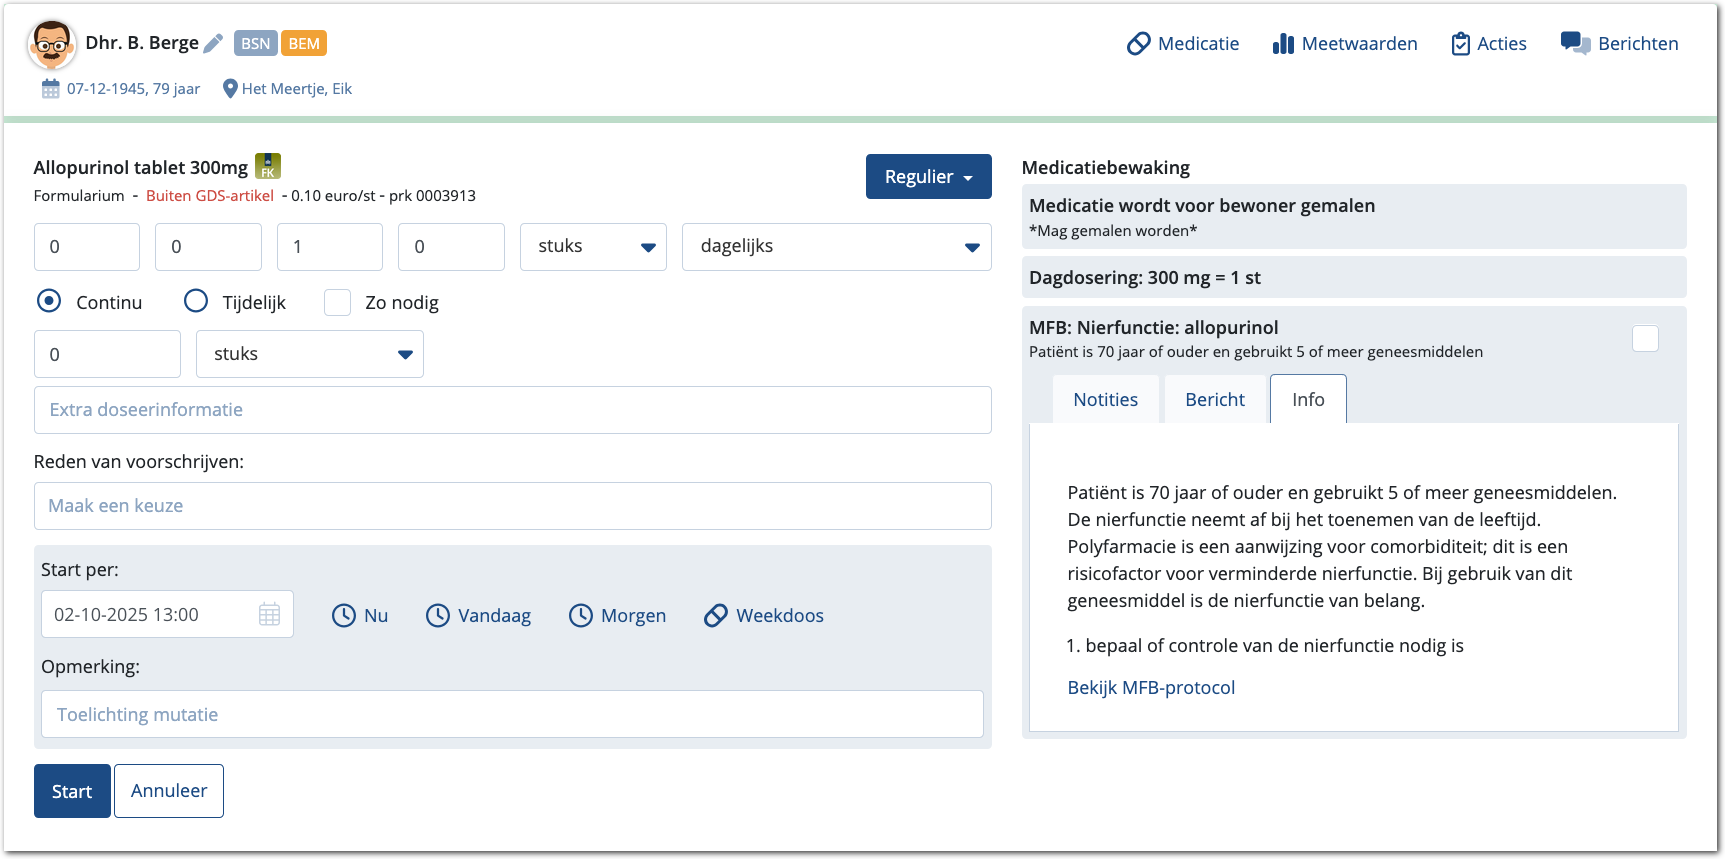 Dhr. B. Berge BSN BEM
Medicatie Meetwaarden Acties Berichten
07-12-1945, 79 jaar Het Meertje, Eik
Allopurinol tablet 300mg FK
Formularium - Buiten GDS-artikel - 0.10 euro/st - prk 0003913
Regulier
0 0 1 0 stuks dagelijks
Continu Tijdelijk Zo nodig
0 stuks
Extra doseerinformatie
Reden van voorschrijven:
Maak een keuze
Start per:
02-10-2025 13:00 Nu Vandaag Morgen Weekdoos
Opmerking:
Toelichting mutatie
Start Annuleer
Medicatiebewaking
Medicatie wordt voor bewoner gemalen
*Mag gemalen worden*
Dagdosering: 300 mg = 1 st
MFB: Nierfunctie: allopurinol
Patiënt is 70 jaar of ouder en gebruikt 5 of meer geneesmiddelen
Notities Bericht Info
Patiënt is 70 jaar of ouder en gebruikt 5 of meer geneesmiddelen.
De nierfunctie neemt af bij het toenemen van de leeftijd.
Polyfarmacie is een aanwijzing voor comorbiditeit; dit is een
risicofactor voor verminderde nierfunctie. Bij gebruik van dit
geneesmiddel is de nierfunctie van belang.
1. bepaal of controle van de nierfunctie nodig is
Bekijk MFB-protocol